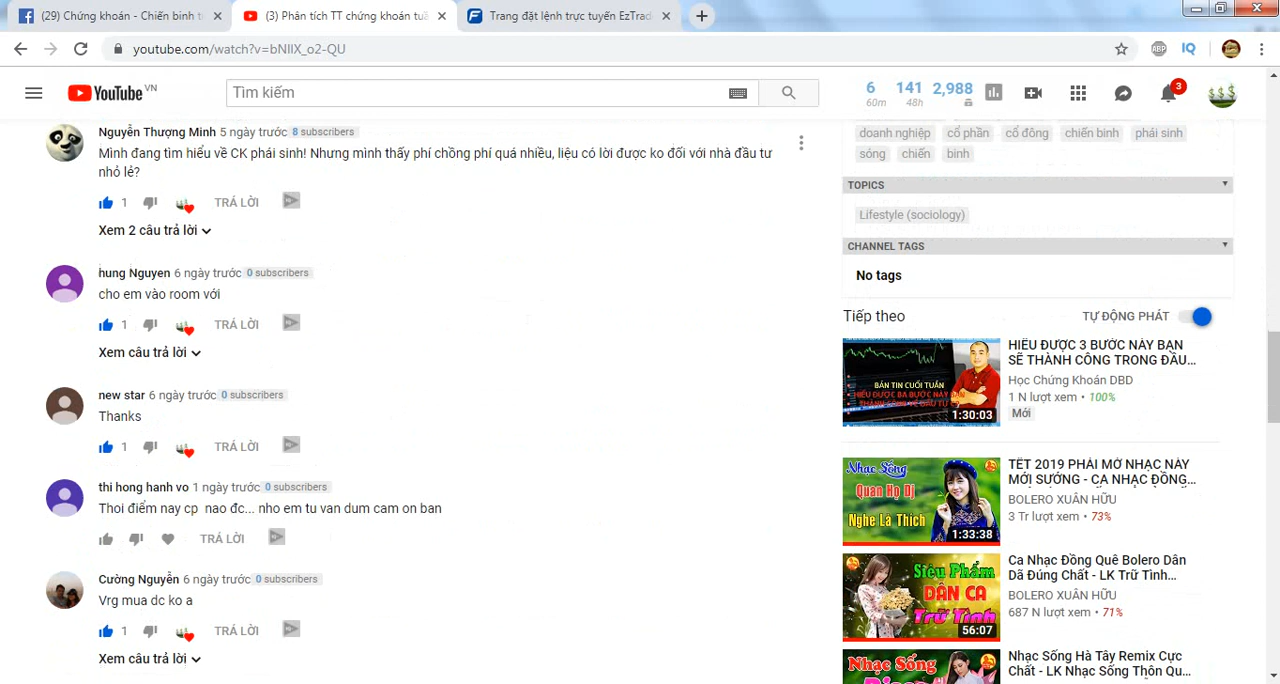 (29) Chứng khoán - Chiến binh t
(3) Phân tích TT chứng khoán tuầ
Trang đặt lệnh trực tuyến EzTrad
youtube.com/watch?v=bNIIX_o2-QU
ABP
IQ
YouTube VN
Tìm kiếm
6 141 2,988
60m 48h
3
Nguyễn Thượng Minh 5 ngày trước 8 subscribers
Mình đang tìm hiểu về CK phái sinh! Nhưng mình thấy phí chồng phí quá nhiều, liệu có lời được ko đối với nhà đầu tư
nhỏ lẻ?
1 TRẢ LỜI
Xem 2 câu trả lời
hung Nguyen 6 ngày trước 0 subscribers
cho em vào room với
1 TRẢ LỜI
Xem câu trả lời
new star 6 ngày trước 0 subscribers
Thanks
1 TRẢ LỜI
thi hong hanh vo 1 ngày trước 0 subscribers
Thoi điểm nay cp nao đc... nho em tu van dum cam on ban
TRẢ LỜI
Cường Nguyễn 6 ngày trước 0 subscribers
Vrg mua dc ko a
1 TRẢ LỜI
Xem câu trả lời
doanh nghiệp cổ phần cổ đông chiến binh phái sinh
sóng chiến binh
TOPICS
Lifestyle (sociology)
CHANNEL TAGS
No tags
Tiếp theo
TỰ ĐỘNG PHÁT
BẢN TIN CUỐI TUẦN
HIỂU ĐƯỢC BA BƯỚC NÀY BẠN
1:30:03
HIỂU ĐƯỢC 3 BƯỚC NÀY BẠN
SẼ THÀNH CÔNG TRONG ĐẦU...
Học Chứng Khoán DBD
1 N lượt xem • 100%
Mới
Nhạc Sống
Quan Họ Dj
Nghe Là Thích
1:33:38
TẾT 2019 PHẢI MỞ NHẠC NÀY
MỚI SƯỚNG - CA NHẠC ĐỒNG...
BOLERO XUÂN HỮU
3 Tr lượt xem • 73%
Siêu Phẩm
DÂN CA
Trữ Tình
56:07
Ca Nhạc Đồng Quê Bolero Dân
Dã Đúng Chất - LK Trữ Tình...
BOLERO XUÂN HỮU
687 N lượt xem • 71%
Nhạc Sống
Nhạc Sống Hà Tây Remix Cực
Chất - LK Nhạc Sống Thôn Qu...